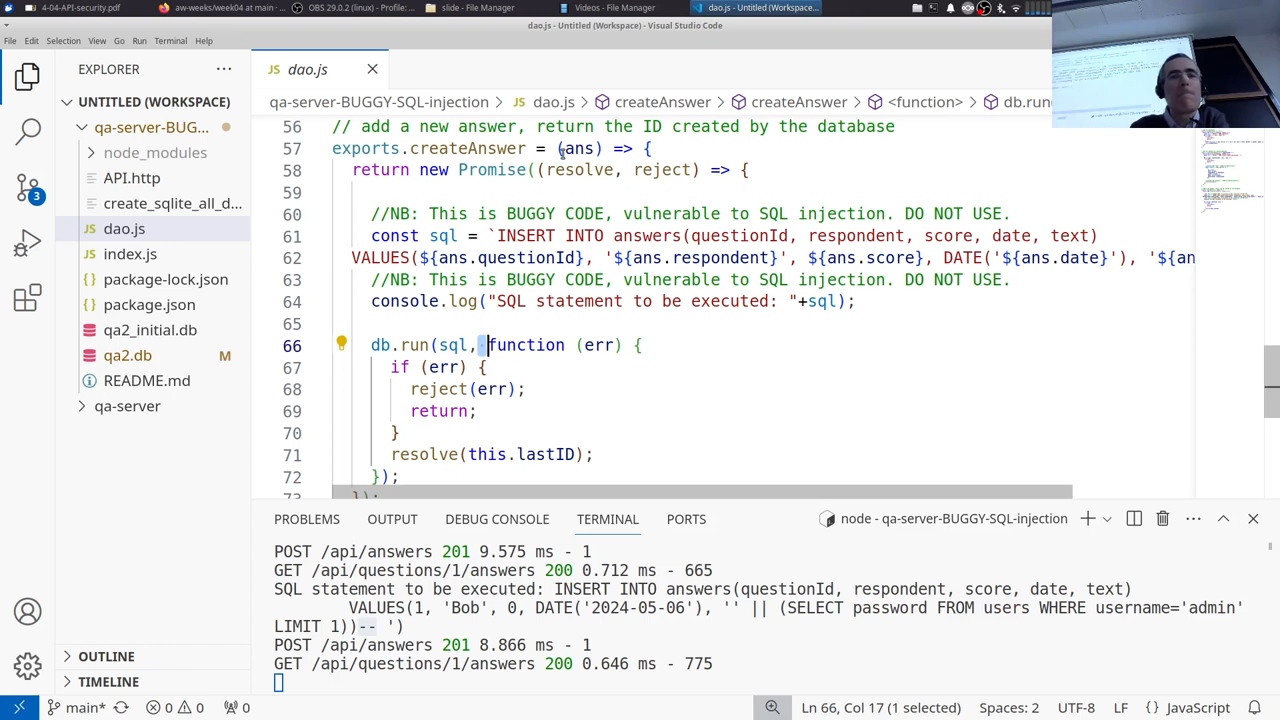 4-04-API-security.pdf
aw-weeks/week04 at main ·
OBS 29.0.2 (linux) - Profile: ...
slide - File Manager
Videos - File Manager
dao.js - Untitled (Workspace...
dao.js - Untitled (Workspace) - Visual Studio Code
File Edit Selection View Go Run Terminal Help
EXPLORER ···
JS dao.js
UNTITLED (WORKSPACE)
qa-server-BUG...
node_modules
API.http
create_sqlite_all_d...
JS dao.js
JS index.js
package-lock.json
package.json
qa2_initial.db
qa2.db
README.md
qa-server
3
OUTLINE
TIMELINE
qa-server-BUGGY-SQL-injection > JS dao.js > createAnswer > createAnswer > <function> > db.run(
56 // add a new answer, return the ID created by the database
57 exports.createAnswer = (ans) => {
58 return new Promise((resolve, reject) => {
59
60 //NB: This is BUGGY CODE, vulnerable to SQL injection. DO NOT USE.
61 const sql = `INSERT INTO answers(questionId, respondent, score, date, text)
62 VALUES(${ans.questionId}, '${ans.respondent}', ${ans.score}, DATE('${ans.date}'), '${an
63 //NB: This is BUGGY CODE, vulnerable to SQL injection. DO NOT USE.
64 console.log("SQL statement to be executed: "+sql);
65
66 db.run(sql, function (err) {
67 if (err) {
68 reject(err);
69 return;
70 }
71 resolve(this.lastID);
72 });
73 });
PROBLEMS OUTPUT DEBUG CONSOLE TERMINAL PORTS
node - qa-server-BUGGY-SQL-injection
POST /api/answers 201 9.575 ms - 1
GET /api/questions/1/answers 200 0.712 ms - 665
SQL statement to be executed: INSERT INTO answers(questionId, respondent, score, date, text)
VALUES(1, 'Bob', 0, DATE('2024-05-06'), '' || (SELECT password FROM users WHERE username='admin'
LIMIT 1))-- ')
POST /api/answers 201 8.866 ms - 1
GET /api/questions/1/answers 200 0.646 ms - 775
main* 0 0 0 Ln 66, Col 17 (1 selected) Spaces: 2 UTF-8 LF {} JavaScript